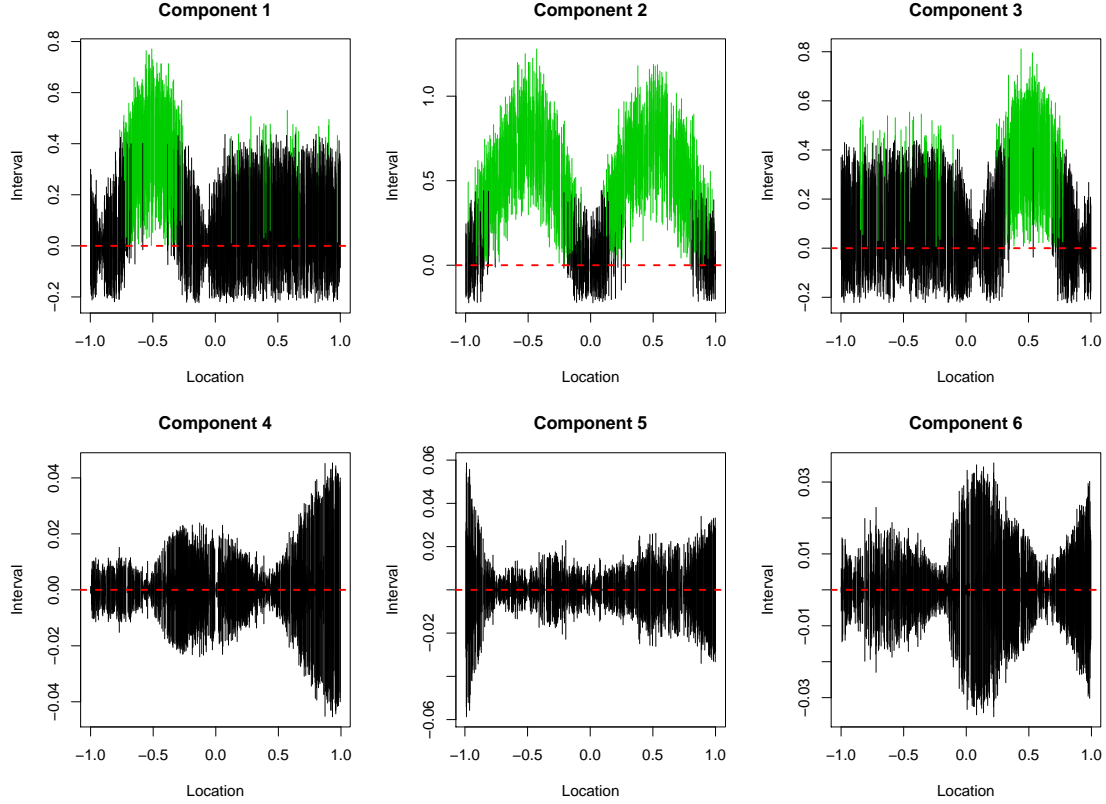 Component 1
Interval
0.8
0.6
0.4
0.2
0.0
−0.2
−1.0 −0.5 0.0 0.5 1.0
Location
Component 2
Interval
1.0
0.5
0.0
−1.0 −0.5 0.0 0.5 1.0
Location
Component 3
Interval
0.8
0.6
0.4
0.2
0.0
−0.2
−1.0 −0.5 0.0 0.5 1.0
Location
Component 4
Interval
0.04
0.02
0.00
−0.02
−0.04
−1.0 −0.5 0.0 0.5 1.0
Location
Component 5
Interval
0.06
0.04
0.02
−0.02
−0.06
−1.0 −0.5 0.0 0.5 1.0
Location
Component 6
Interval
0.03
0.01
−0.01
−0.03
−1.0 −0.5 0.0 0.5 1.0
Location